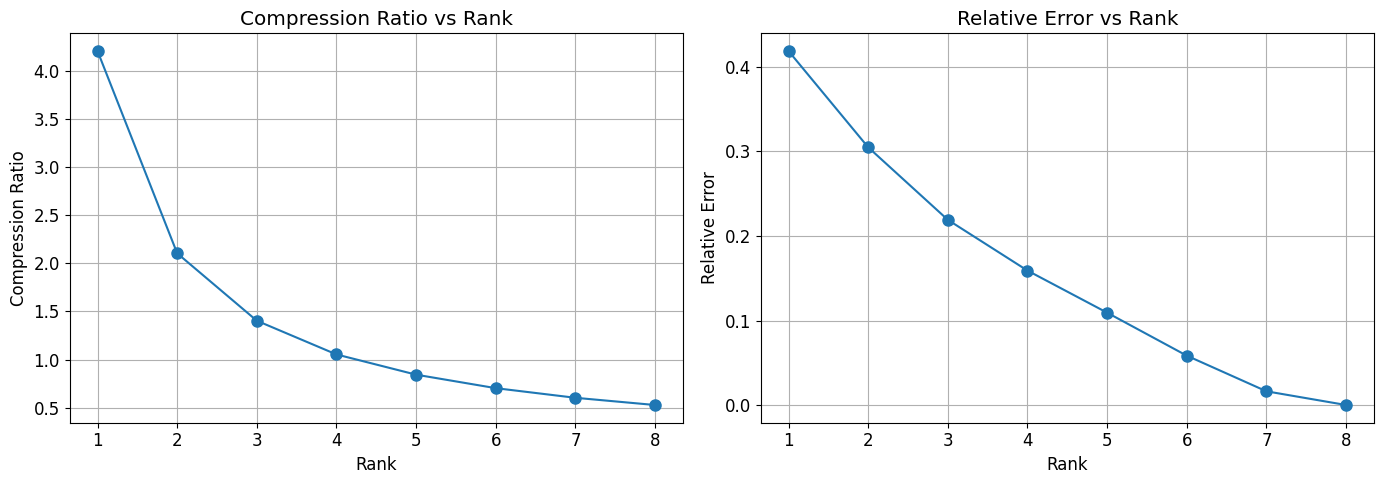 Compression Ratio vs Rank
Compression Ratio
4.0
3.5
3.0
2.5
2.0
1.5
1.0
0.5
1 2 3 4 5 6 7 8
Rank
Relative Error vs Rank
Relative Error
0.4
0.3
0.2
0.1
0.0
1 2 3 4 5 6 7 8
Rank